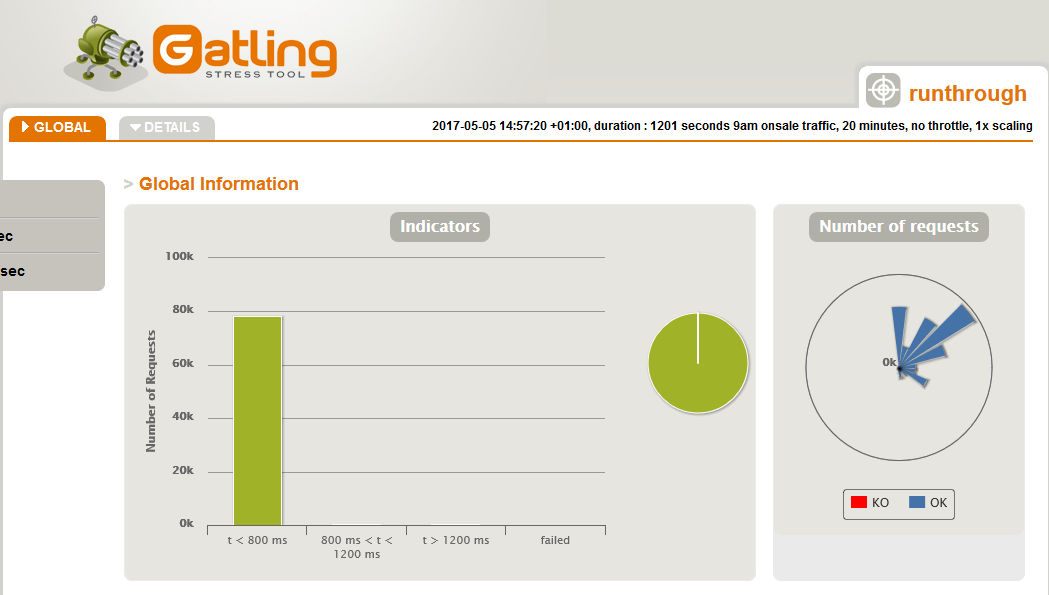 Gatling
STRESS TOOL
runthrough
GLOBAL
DETAILS
2017-05-05 14:57:20 +01:00, duration : 1201 seconds 9am onsale traffic, 20 minutes, no throttle, 1x scaling
> Global Information
ec
sec
Indicators
100k
80k
60k
40k
20k
0k
Number of Requests
t < 800 ms
800 ms < t <
1200 ms
t > 1200 ms
failed
Number of requests
0k
KO
OK